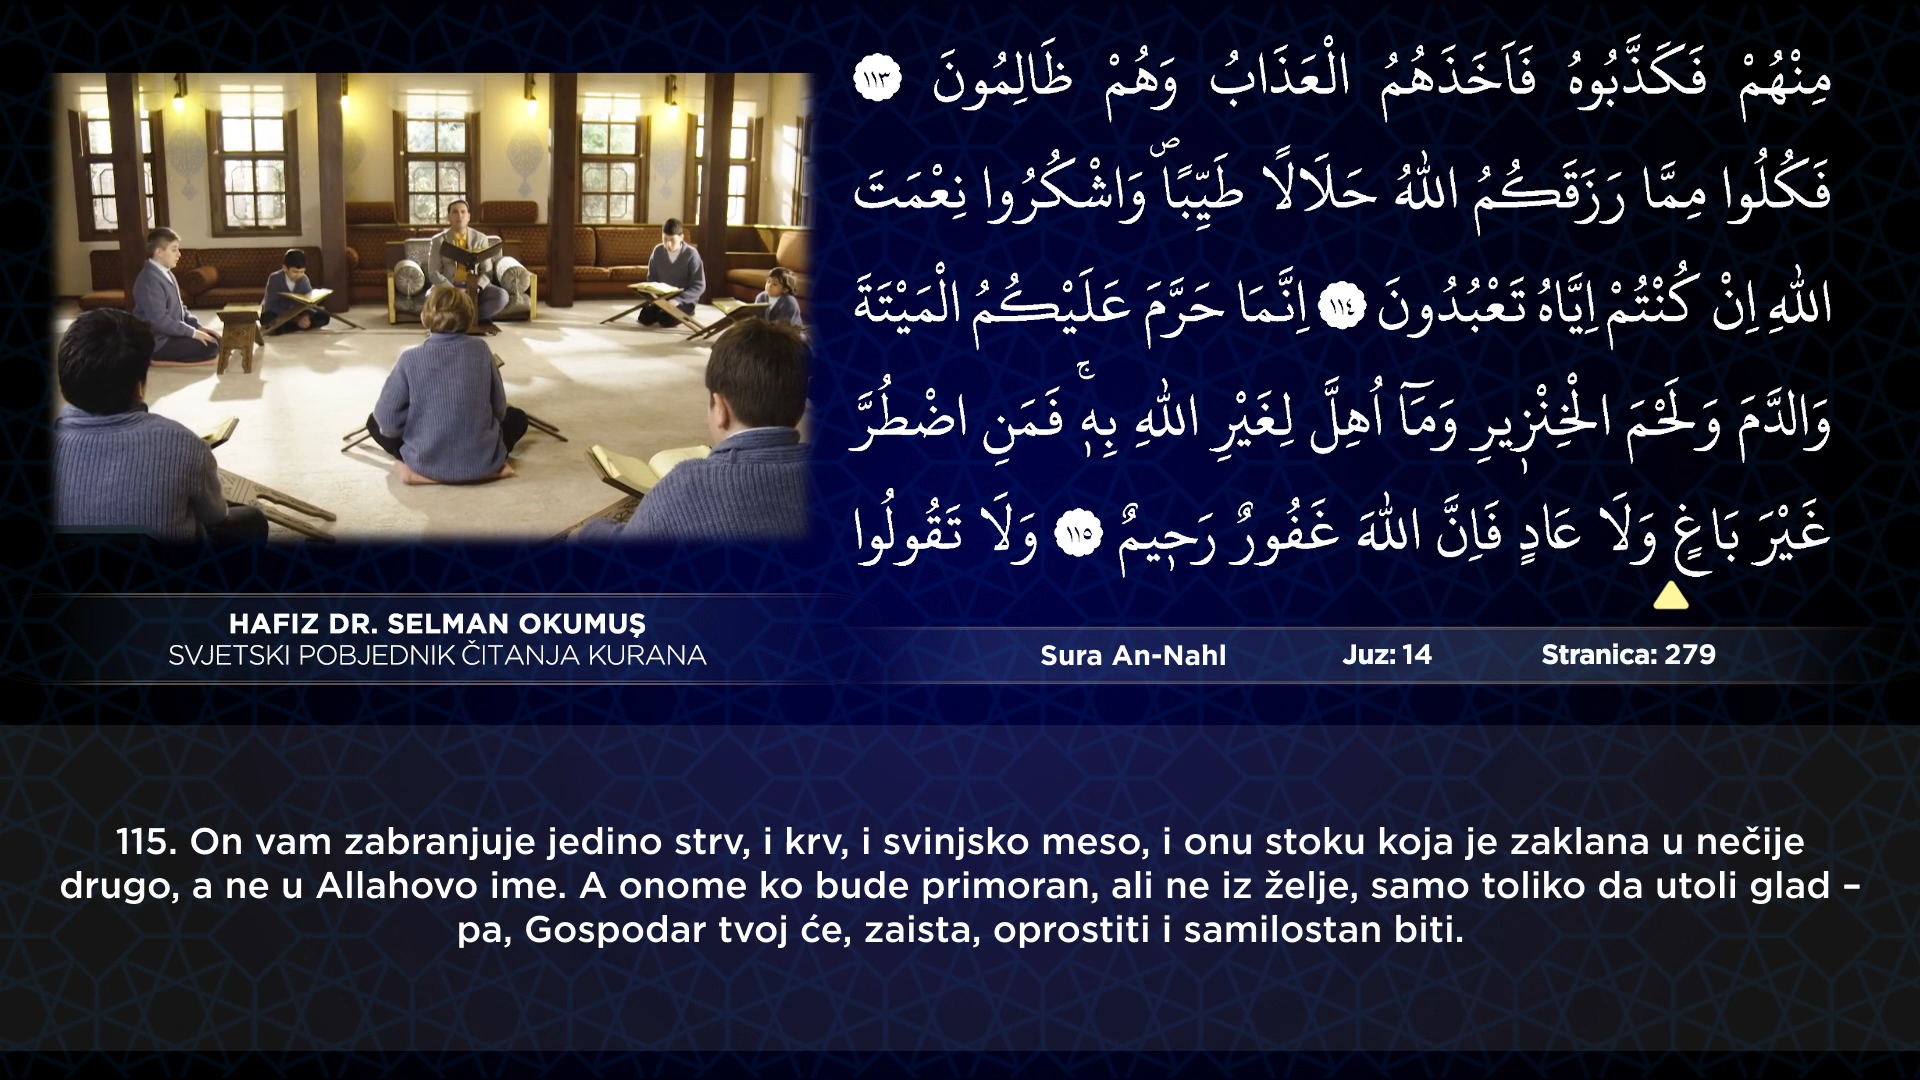 مِنْهُمْ فَكَذَّبُوهُ فَاَخَذَهُمُ الْعَذَابُ وَهُمْ ظَالِمُونَ ﴿١١٣﴾
فَكُلُوا مِمَّا رَزَقَكُمُ اللّٰهُ حَلَالًا طَيِّبًاۖ وَاشْكُرُوا نِعْمَتَ
اللّٰهِ اِنْ كُنْتُمْ اِيَّاهُ تَعْبُدُونَ ﴿١١٤﴾ اِنَّمَا حَرَّمَ عَلَيْكُمُ الْمَيْتَةَ
وَالدَّمَ وَلَحْمَ الْخِنْز۪يرِ وَمَٓا اُهِلَّ لِغَيْرِ اللّٰهِ بِه۪ۚ فَمَنِ اضْطُرَّ
غَيْرَ بَاغٍ وَلَا عَادٍ فَاِنَّ اللّٰهَ غَفُورٌ رَح۪يمٌ ﴿١١٥﴾ وَلَا تَقُولُوا
HAFIZ DR. SELMAN OKUMUŞ
SVJETSKI POBJEDNIK ČITANJA KURANA
Sura An-Nahl Juz: 14 Stranica: 279
115. On vam zabranjuje jedino strv, i krv, i svinjsko meso, i onu stoku koja je zaklana u nečije
drugo, a ne u Allahovo ime. A onome ko bude primoran, ali ne iz želje, samo toliko da utoli glad –
pa, Gospodar tvoj će, zaista, oprostiti i samilostan biti.